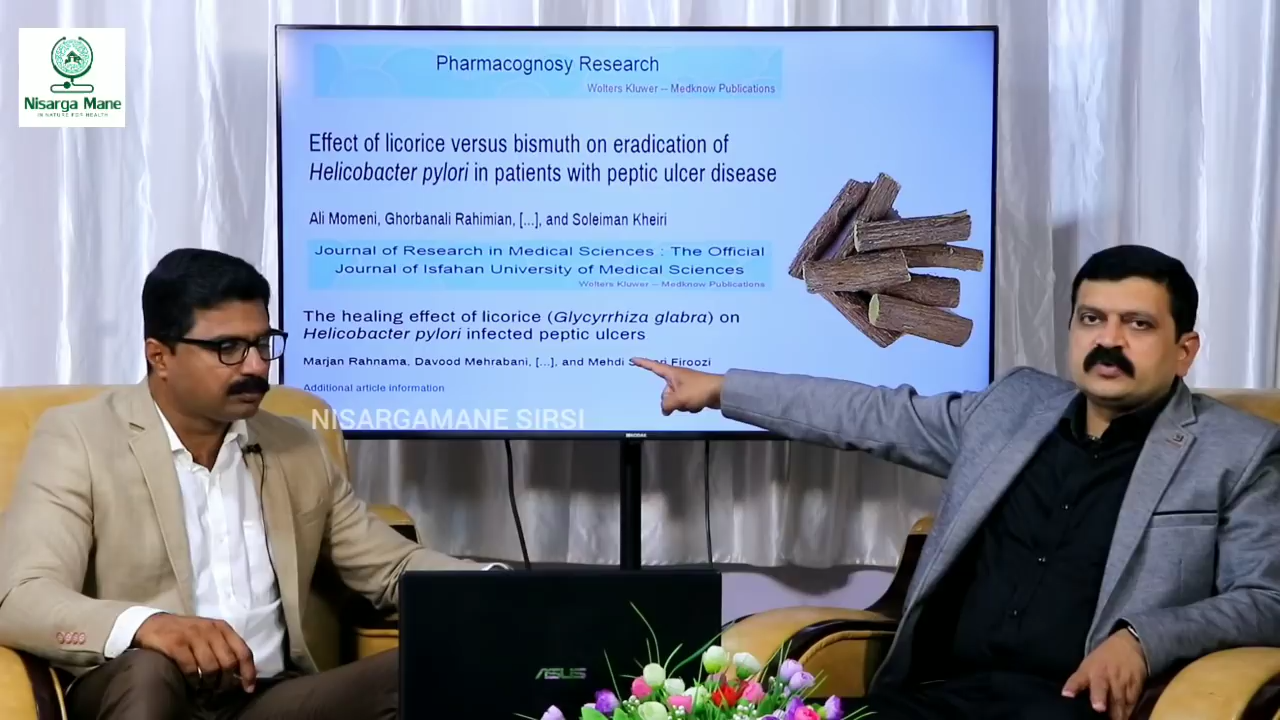 Nisarga Mane
IN NATURE FOR HEALTH
Pharmacognosy Research
Wolters Kluwer -- Medknow Publications
Effect of licorice versus bismuth on eradication of
Helicobacter pylori in patients with peptic ulcer disease
Ali Momeni, Ghorbanali Rahimian, [...], and Soleiman Kheiri
Journal of Research in Medical Sciences : The Official
Journal of Isfahan University of Medical Sciences
Wolters Kluwer -- Medknow Publications
The healing effect of licorice (Glycyrrhiza glabra) on
Helicobacter pylori infected peptic ulcers
Marjan Rahnama, Davood Mehrabani, [...], and Mehdi Firoozi
Additional article information
NISARGAMANE SIRSI
ASUS